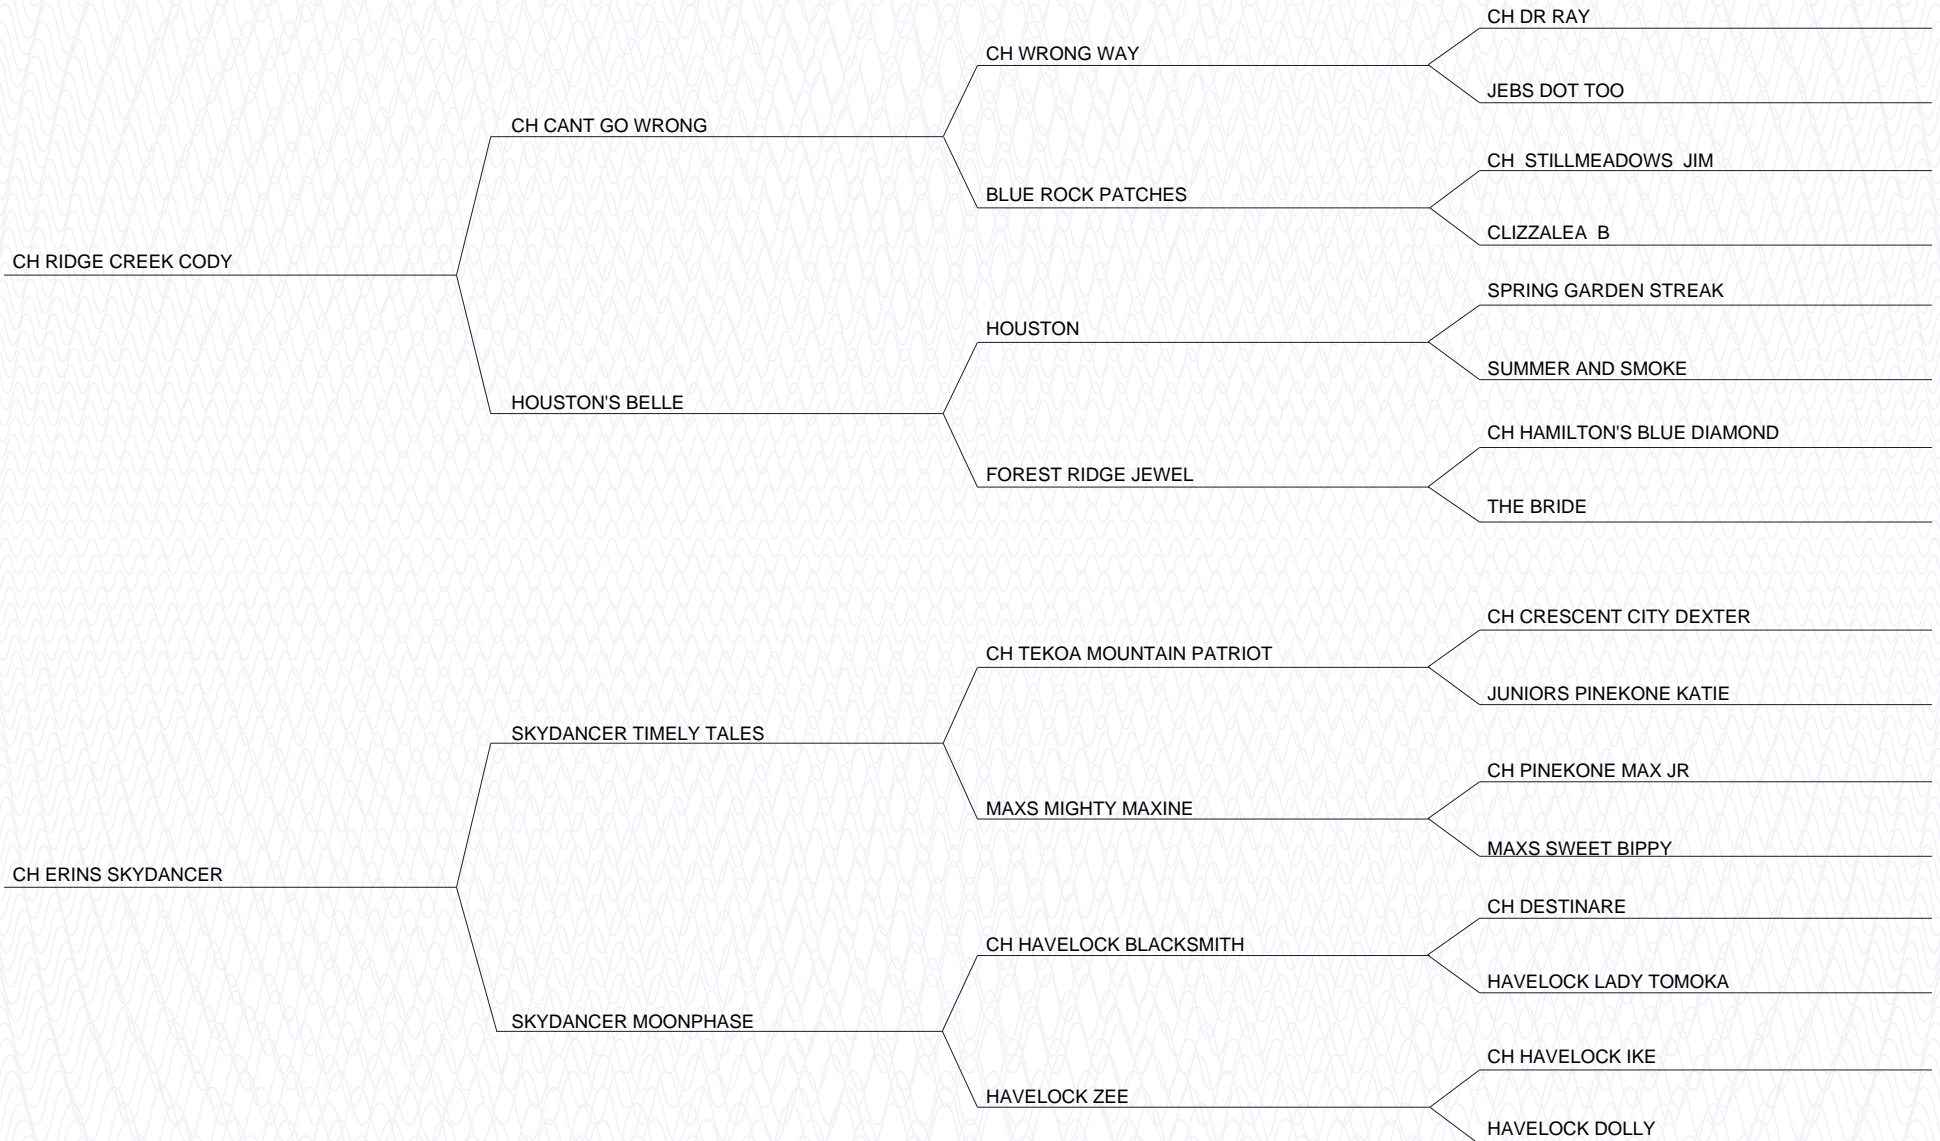 CH DR RAY
CH WRONG WAY
JEBS DOT TOO
CH CANT GO WRONG
CH  STILLMEADOWS  JIM
BLUE ROCK PATCHES
CLIZZALEA  B
CH RIDGE CREEK CODY
SPRING GARDEN STREAK
HOUSTON
SUMMER AND SMOKE
HOUSTON'S BELLE
CH HAMILTON'S BLUE DIAMOND
FOREST RIDGE JEWEL
THE BRIDE
CH CRESCENT CITY DEXTER
CH TEKOA MOUNTAIN PATRIOT
JUNIORS PINEKONE KATIE
SKYDANCER TIMELY TALES
CH PINEKONE MAX JR
MAXS MIGHTY MAXINE
MAXS SWEET BIPPY
CH ERINS SKYDANCER
CH DESTINARE
CH HAVELOCK BLACKSMITH
HAVELOCK LADY TOMOKA
SKYDANCER MOONPHASE
CH HAVELOCK IKE
HAVELOCK ZEE
HAVELOCK DOLLY